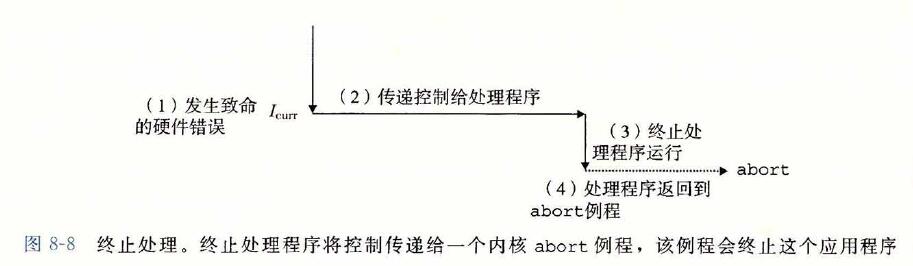 （1）发生致命
的硬件错误
Icurr
（2）传递控制给处理程序
（3）终止处
理程序运行
abort
（4）处理程序返回到
abort例程
图 8-8 终止处理。终止处理程序将控制传递给一个内核 abort 例程，该例程会终止这个应用程序